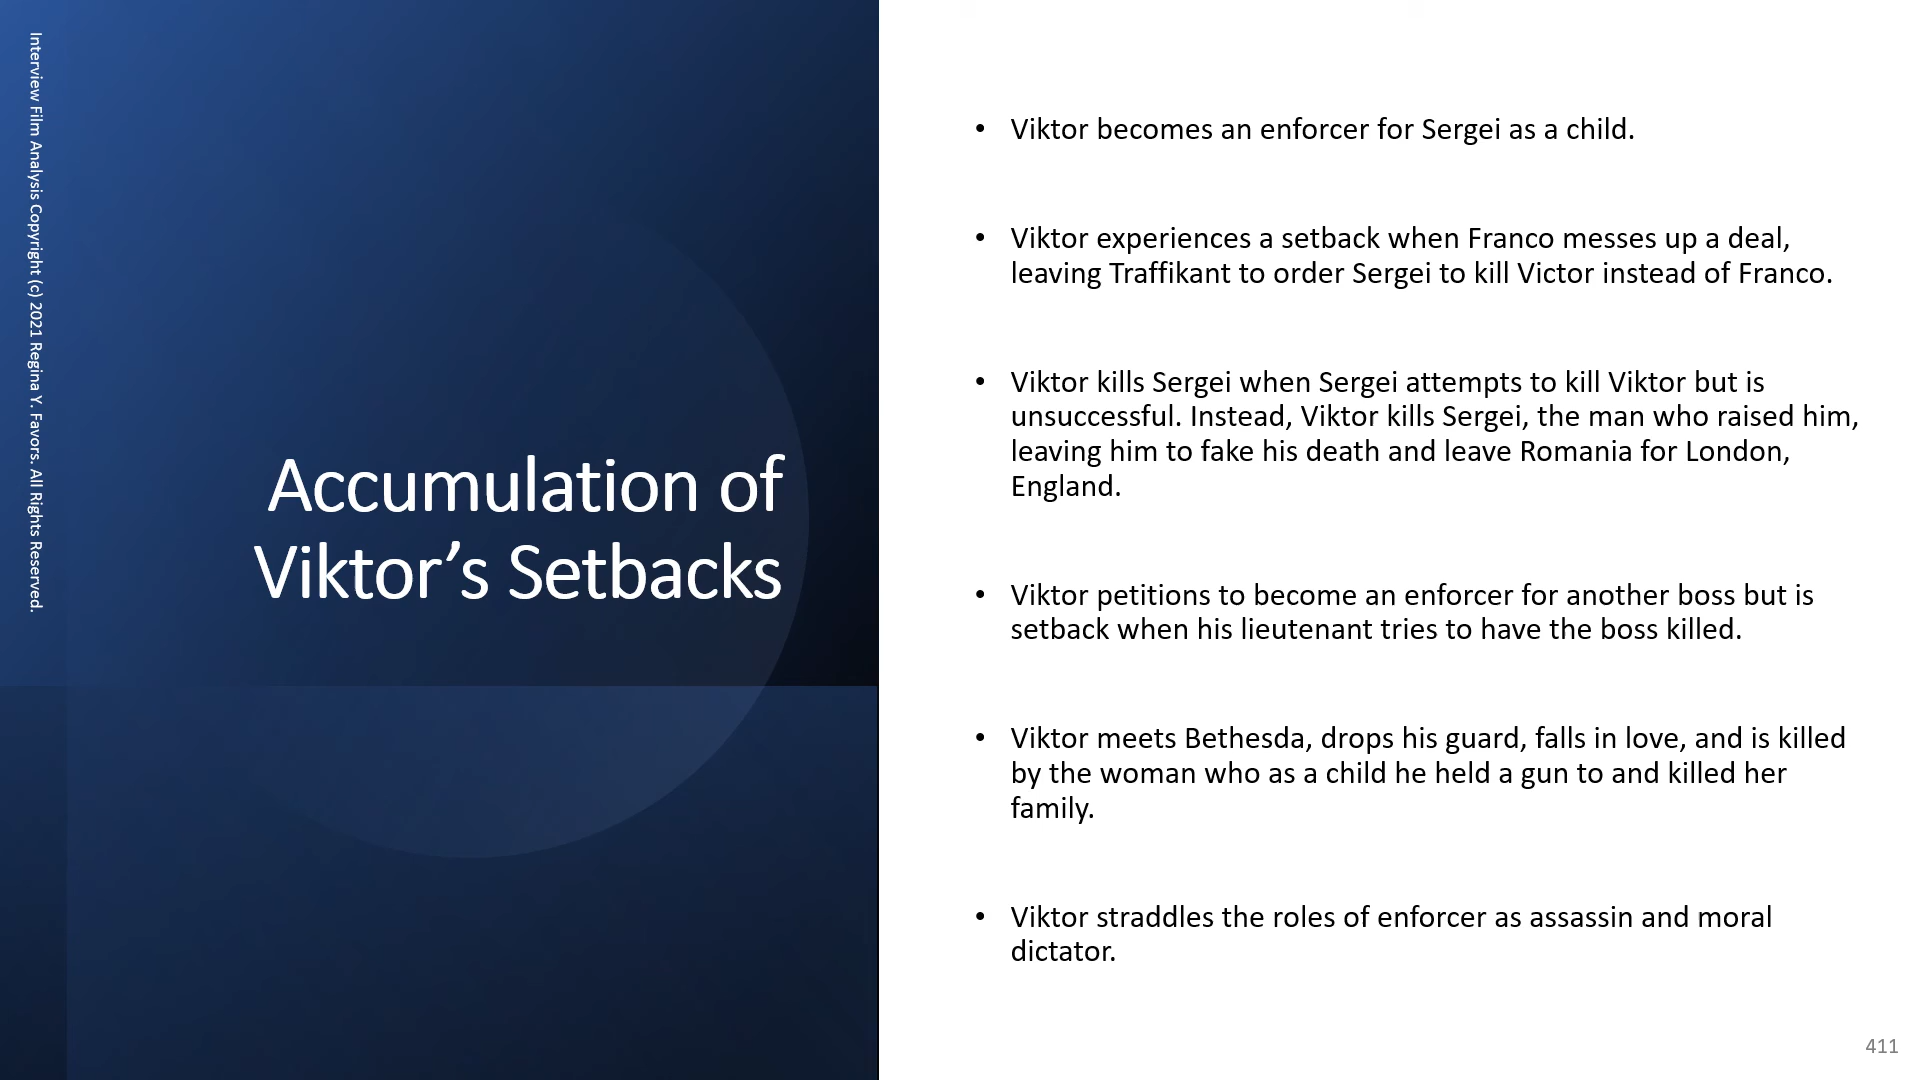 Interview Film Analysis Copyright (c) 2021 Regina Y. Favors. All Rights Reserved.
Accumulation of
Viktor’s Setbacks
• Viktor becomes an enforcer for Sergei as a child.
• Viktor experiences a setback when Franco messes up a deal,
leaving Traffikant to order Sergei to kill Victor instead of Franco.
• Viktor kills Sergei when Sergei attempts to kill Viktor but is
unsuccessful. Instead, Viktor kills Sergei, the man who raised him,
leaving him to fake his death and leave Romania for London,
England.
• Viktor petitions to become an enforcer for another boss but is
setback when his lieutenant tries to have the boss killed.
• Viktor meets Bethesda, drops his guard, falls in love, and is killed
by the woman who as a child he held a gun to and killed her
family.
• Viktor straddles the roles of enforcer as assassin and moral
dictator.
411